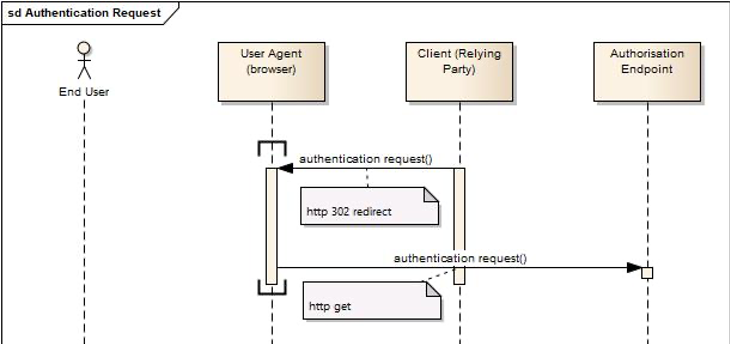 sd Authentication Request
End User
User Agent
(browser)
Client (Relying
Party)
Authorisation
Endpoint
authentication request()
http 302 redirect
authentication request()
http get